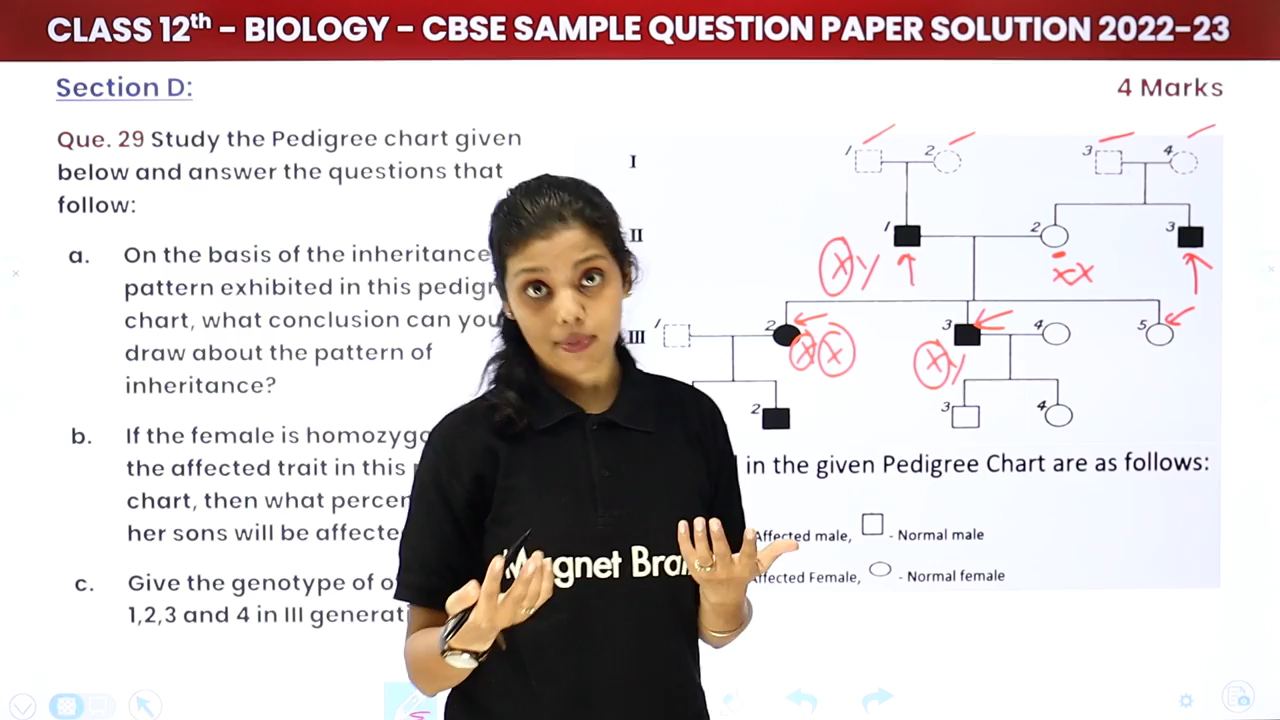 CLASS 12th – BIOLOGY – CBSE SAMPLE QUESTION PAPER SOLUTION 2022-23
Section D:
4 Marks
Que. 29 Study the Pedigree chart given
below and answer the questions that
follow:
a. On the basis of the inheritance
pattern exhibited in this pedigr
chart, what conclusion can you
draw about the pattern of
inheritance?
b. If the female is homozygo
the affected trait in this
chart, then what percen
her sons will be affecte
c. Give the genotype of o
1,2,3 and 4 in III generati
I
1 2 3 4
II
1 2 3
XY XX
III
1 2 3 4 5
XX XY
2 3 4
in the given Pedigree Chart are as follows:
Affected male, - Normal male
Affected Female, - Normal female
Magnet Brai